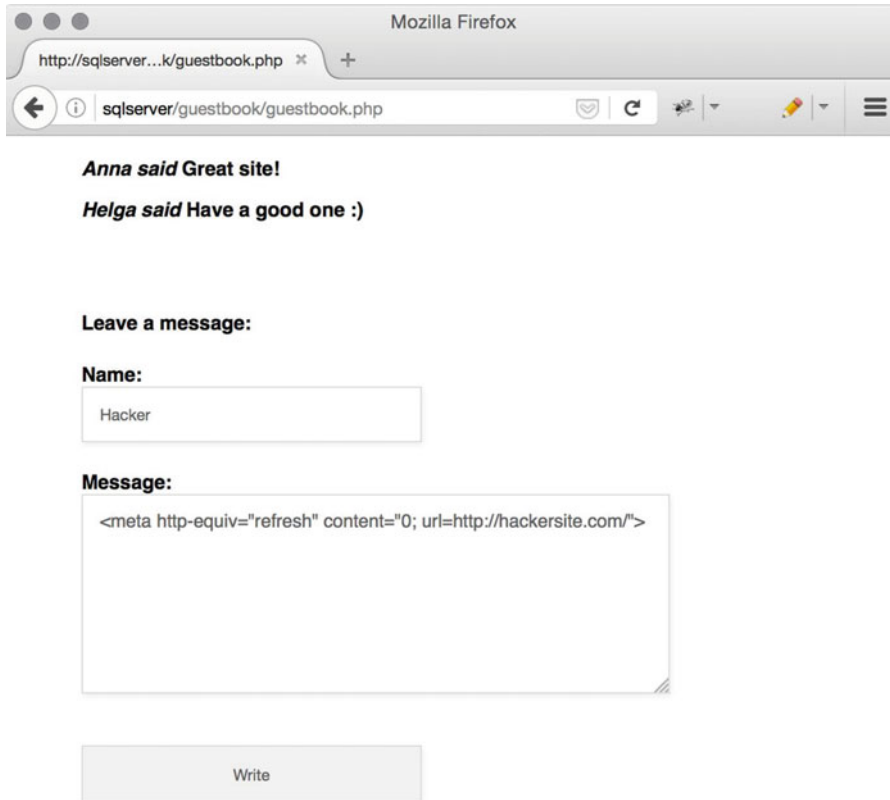 Mozilla Firefox
http://sqlserver...k/guestbook.php
sqlserver/guestbook/guestbook.php
Anna said Great site!
Helga said Have a good one :)
Leave a message:
Name:
Hacker
Message:
<meta http-equiv="refresh" content="0; url=http://hackersite.com/">
Write